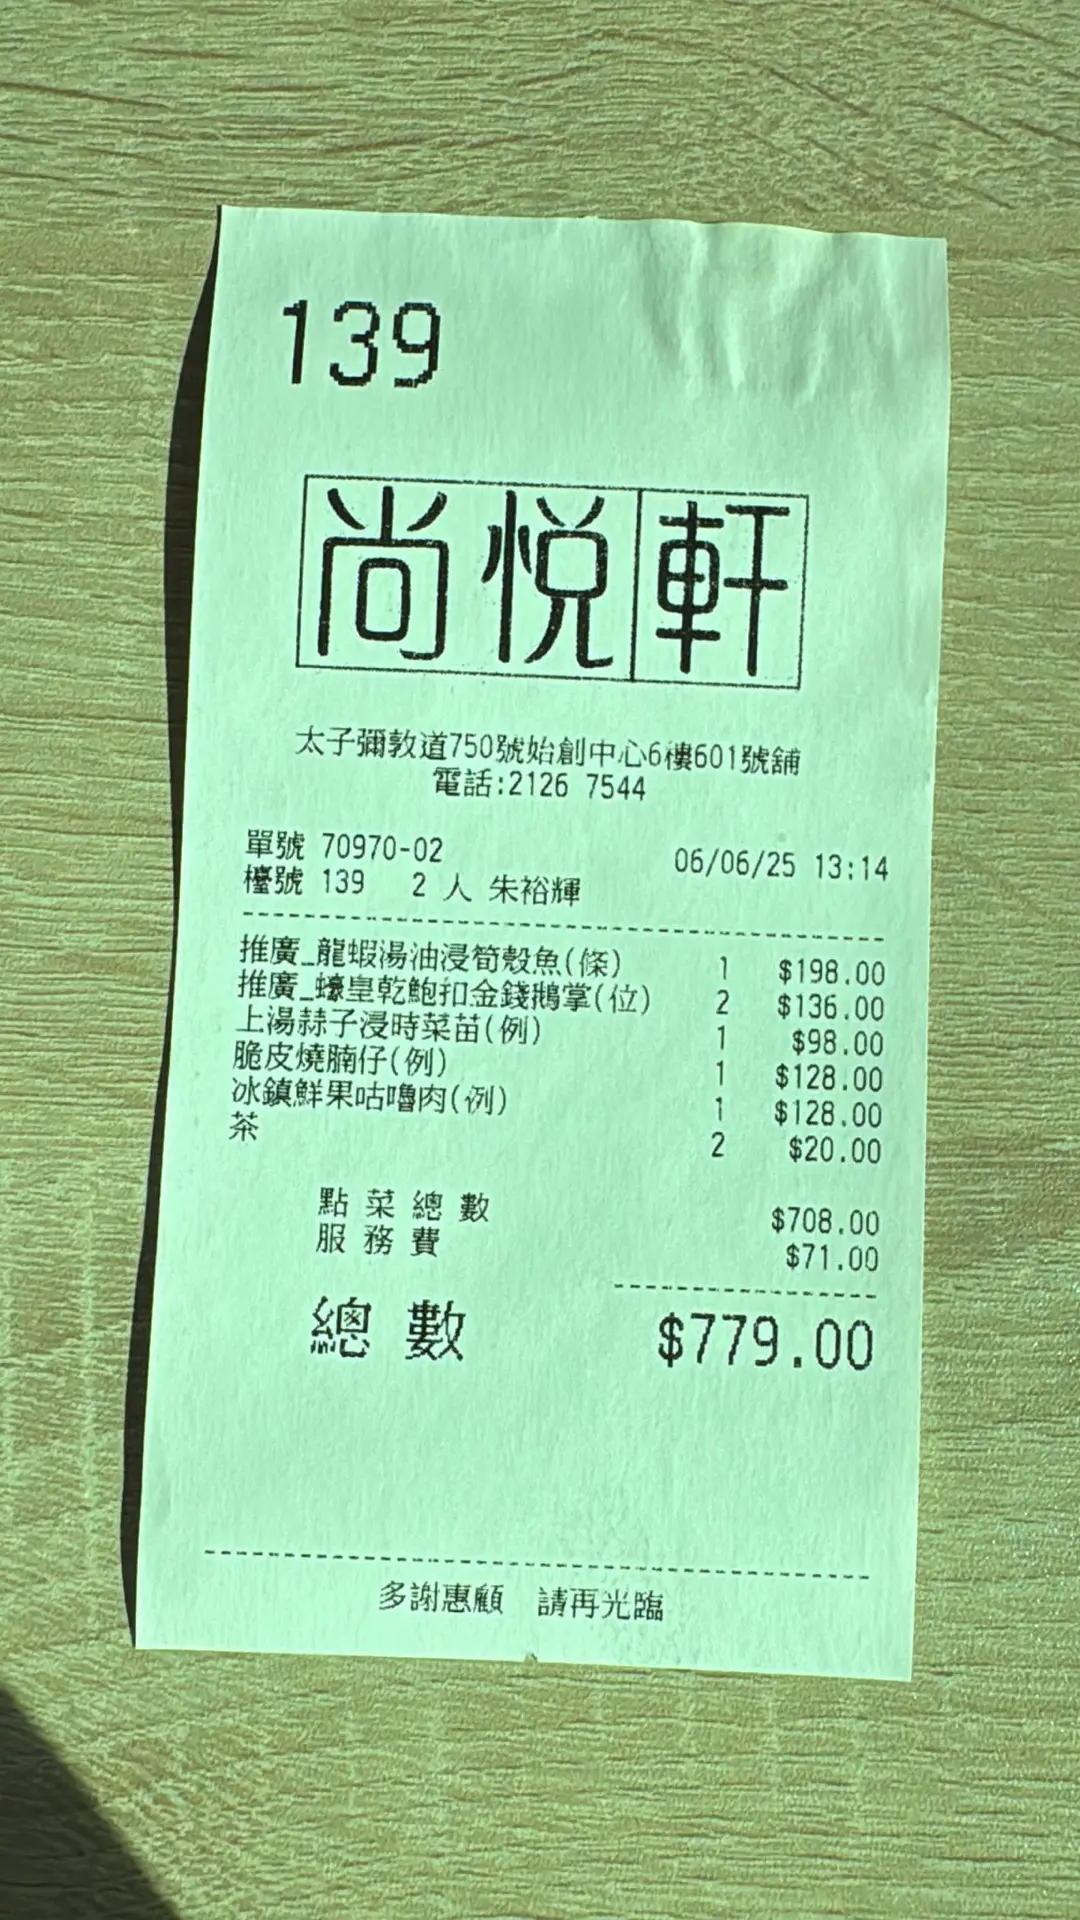 139
尚悅軒
太子彌敦道750號始創中心6樓601號舖
電話:2126 7544
單號 70970-02 06/06/25 13:14
檯號 139 2 人 朱裕輝
推廣_龍蝦湯油浸筍殼魚(條) 1 $198.00
推廣_蠔皇乾鮑扣金錢鵝掌(位) 2 $136.00
上湯蒜子浸時菜苗(例) 1 $98.00
脆皮燒腩仔(例) 1 $128.00
冰鎮鮮果咕嚕肉(例) 1 $128.00
茶 2 $20.00
點菜總數 $708.00
服務費 $71.00
總數 $779.00
多謝惠顧 請再光臨